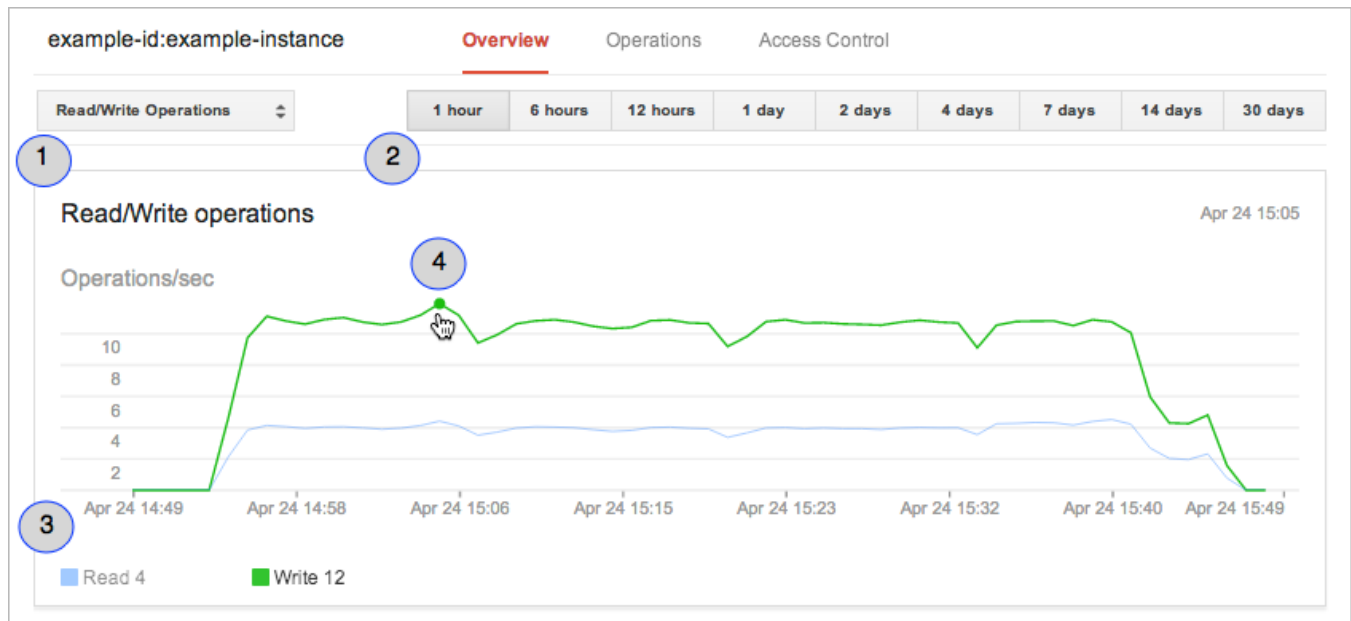 example-id:example-instance Overview Operations Access Control
Read/Write Operations 1 hour 6 hours 12 hours 1 day 2 days 4 days 7 days 14 days 30 days
1 2
Read/Write operations Apr 24 15:05
4
Operations/sec
10
8
6
4
2
Apr 24 14:49 Apr 24 14:58 Apr 24 15:06 Apr 24 15:15 Apr 24 15:23 Apr 24 15:32 Apr 24 15:40 Apr 24 15:49
3
Read 4 Write 12